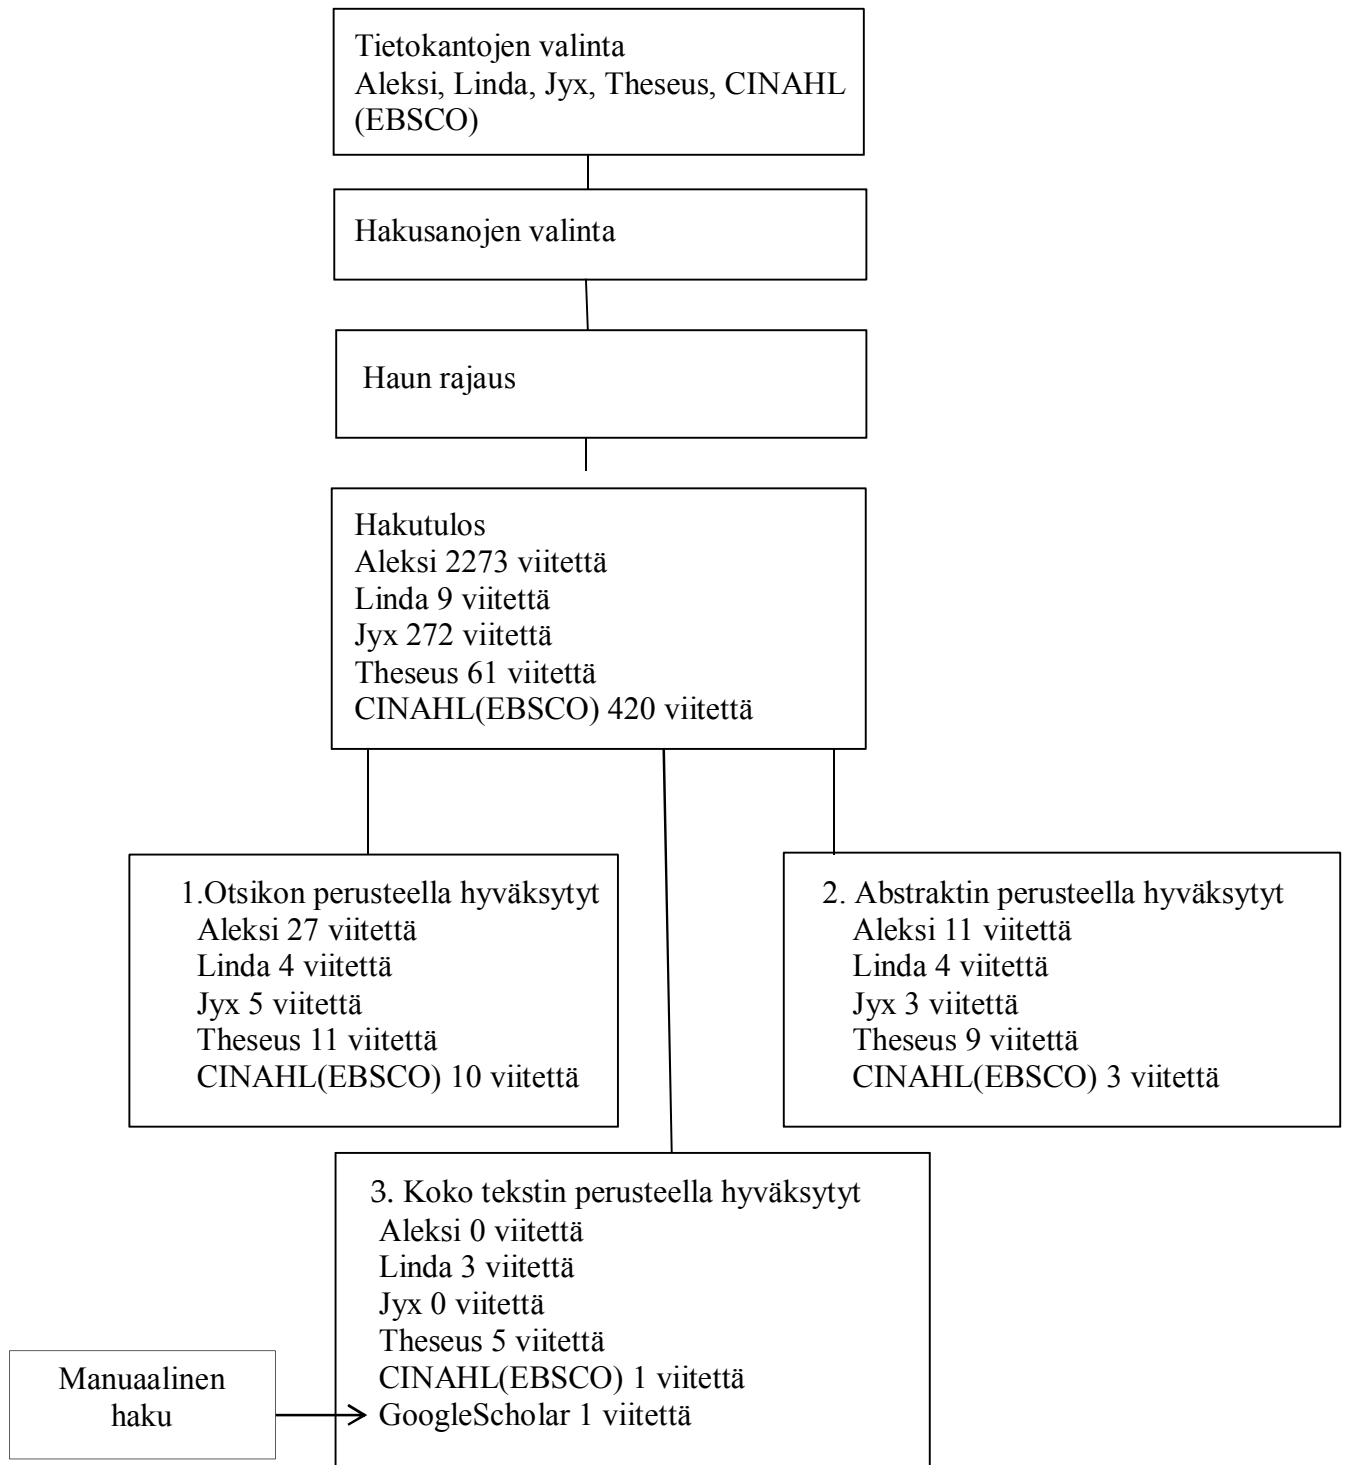 Tietokantojen valinta
Aleksi, Linda, Jyx, Theseus, CINAHL
(EBSCO)
Hakusanojen valinta
Haun rajaus
Hakutulos
Aleksi 2273 viitettä
Linda 9 viitettä
Jyx 272 viitettä
Theseus 61 viitettä
CINAHL(EBSCO) 420 viitettä
1.Otsikon perusteella hyväksytyt
Aleksi 27 viitettä
Linda 4 viitettä
Jyx 5 viitettä
Theseus 11 viitettä
CINAHL(EBSCO) 10 viitettä
2. Abstraktin perusteella hyväksytyt
Aleksi 11 viitettä
Linda 4 viitettä
Jyx 3 viitettä
Theseus 9 viitettä
CINAHL(EBSCO) 3 viitettä
3. Koko tekstin perusteella hyväksytyt
Aleksi 0 viitettä
Linda 3 viitettä
Jyx 0 viitettä
Theseus 5 viitettä
CINAHL(EBSCO) 1 viitettä
GoogleScholar 1 viitettä
Manuaalinen
haku